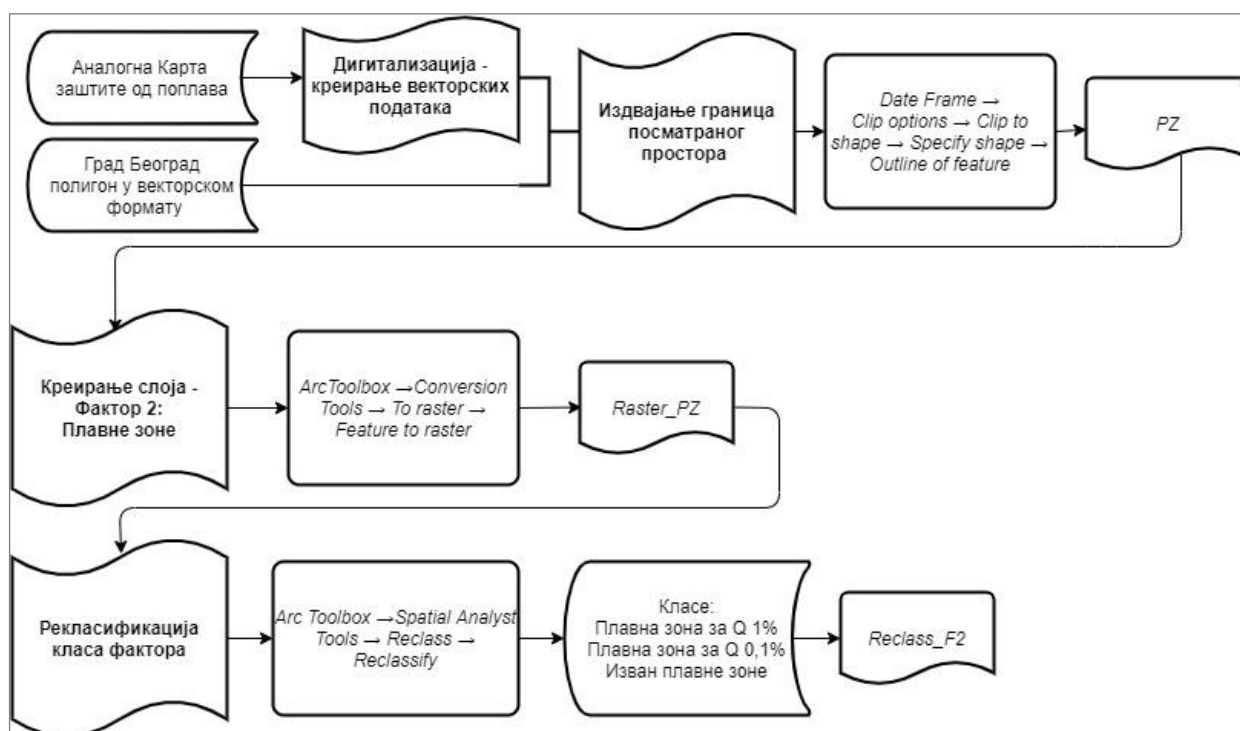 Аналогна Карта
заштите од поплава
Дигитализација -
креирање векторских
података
Град Београд
полигон у векторском
формату
Издвајање граница
посматраног
простора
Date Frame →
Clip options → Clip to
shape → Specify shape →
Outline of feature
PZ
Креирање слоја -
Фактор 2:
Плавне зоне
ArcToolbox →Conversion
Tools → To raster →
Feature to raster
Raster_PZ
Рекласификација
класа фактора
Arc Toolbox →Spatial Analyst
Tools → Reclass →
Reclassify
Класе:
Плавна зона за Q 1%
Плавна зона за Q 0,1%
Изван плавне зоне
Reclass_F2